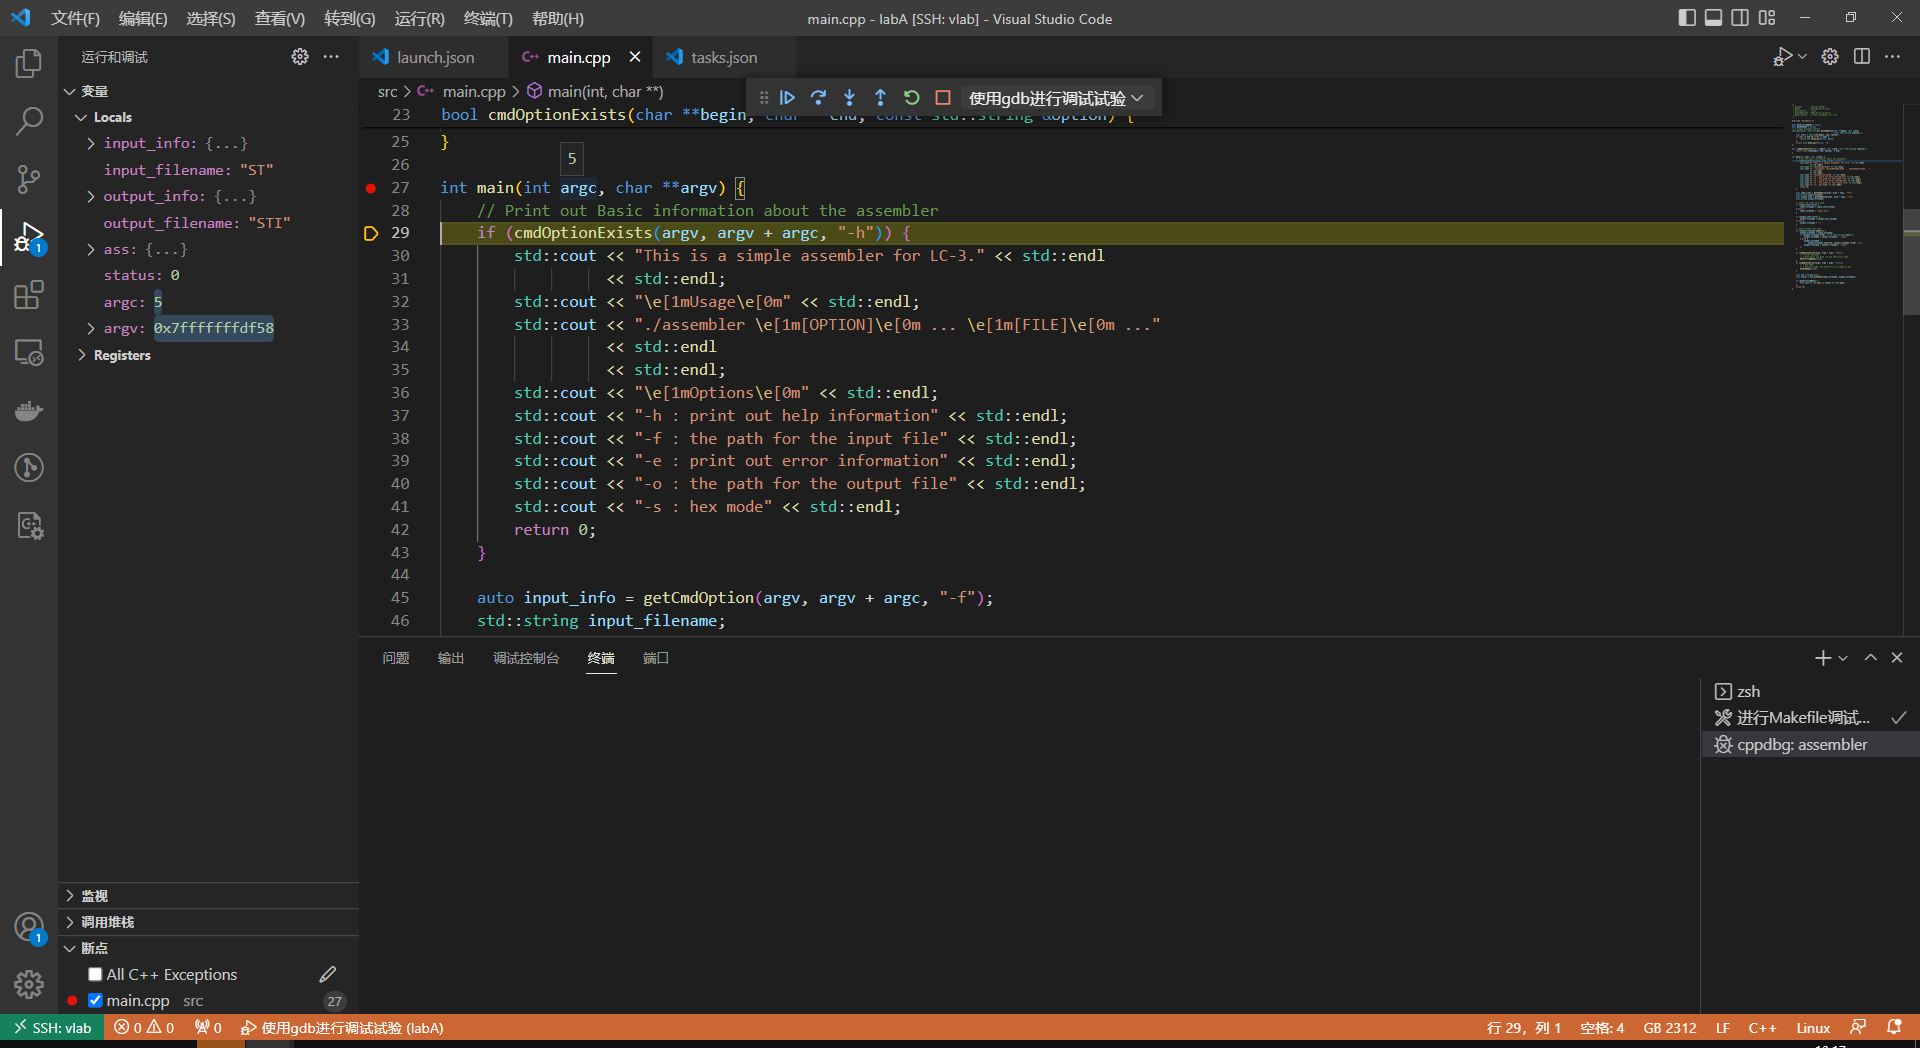 文件(F) 编辑(E) 选择(S) 查看(V) 转到(G) 运行(R) 终端(T) 帮助(H)
main.cpp - labA [SSH: vlab] - Visual Studio Code
运行和调试
变量
Locals
input_info: {...}
input_filename: "ST"
output_info: {...}
output_filename: "STI"
ass: {...}
status: 0
argc: 5
argv: 0x7fffffffdf58
Registers
监视
调用堆栈
断点
All C++ Exceptions
main.cpp src 27
1
1
launch.json
main.cpp
tasks.json
src > main.cpp > main(int, char **)
使用gdb进行调试试验
23 bool cmdOptionExists(char **begin, char **end, const std::string &option) {
25 }
5
26
27 int main(int argc, char **argv) {
28 // Print out Basic information about the assembler
29 if (cmdOptionExists(argv, argv + argc, "-h")) {
30 std::cout << "This is a simple assembler for LC-3." << std::endl
31 << std::endl;
32 std::cout << "\e[1mUsage\e[0m" << std::endl;
33 std::cout << "./assembler \e[1m[OPTION]\e[0m ... \e[1m[FILE]\e[0m ..."
34 << std::endl
35 << std::endl;
36 std::cout << "\e[1mOptions\e[0m" << std::endl;
37 std::cout << "-h : print out help information" << std::endl;
38 std::cout << "-f : the path for the input file" << std::endl;
39 std::cout << "-e : print out error information" << std::endl;
40 std::cout << "-o : the path for the output file" << std::endl;
41 std::cout << "-s : hex mode" << std::endl;
42 return 0;
43 }
44
45 auto input_info = getCmdOption(argv, argv + argc, "-f");
46 std::string input_filename;
问题 输出 调试控制台 终端 端口
zsh
进行Makefile调试...
cppdbg: assembler
SSH: vlab 0 0 0 使用gdb进行调试试验 (labA)
行 29，列 1 空格: 4 GB 2312 LF C++ Linux